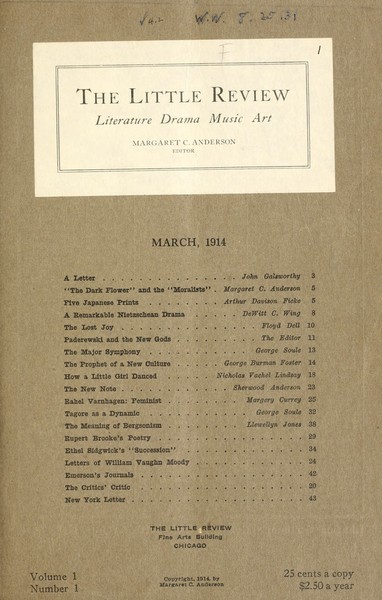 W.W. 8.25.31
F
1
THE LITTLE REVIEW
Literature Drama Music Art
MARGARET C. ANDERSON
EDITOR
MARCH, 1914
A Letter . . . . . . . . . . . . . . . John Galsworthy 3
"The Dark Flower" and the "Moralists" . Margaret C. Anderson 5
Five Japanese Prints . . . . . . . . Arthur Davison Ficke 5
A Remarkable Nietzschean Drama . . . . . DeWitt C. Wing 8
The Lost Joy . . . . . . . . . . . . . . . Floyd Dell 10
Paderewski and the New Gods . . . . . . . . The Editor 11
The Major Symphony . . . . . . . . . . . . George Soule 13
The Prophet of a New Culture . . . . . George Burman Foster 14
How a Little Girl Danced . . . . . . Nicholas Vachel Lindsay 18
The New Note . . . . . . . . . . . . Sherwood Anderson 23
Rahel Varnhagen: Feminist . . . . . . . . Margery Currey 25
Tagore as a Dynamic . . . . . . . . . . . . George Soule 32
The Meaning of Bergsonism . . . . . . . . Llewellyn Jones 38
Rupert Brooke's Poetry . . . . . . . . . . . . . . . 29
Ethel Sidgwick's "Succession" . . . . . . . . . . . . 34
Letters of William Vaughn Moody . . . . . . . . . . . 24
Emerson's Journals . . . . . . . . . . . . . . . . . 42
The Critics' Critic . . . . . . . . . . . . . . . . . 20
New York Letter . . . . . . . . . . . . . . . . . . 43
THE LITTLE REVIEW
Fine Arts Building
CHICAGO
Volume 1
Number 1
Copyright, 1914, by
Margaret C. Anderson
25 cents a copy
$2.50 a year